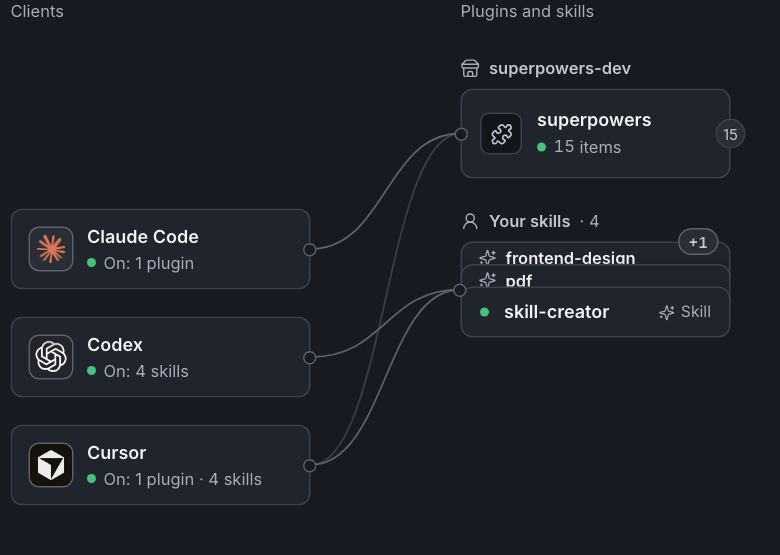 Clients
Plugins and skills
superpowers-dev
superpowers
15 items
15
Claude Code
On: 1 plugin
Your skills · 4
+1
frontend-design
pdf
skill-creator
Skill
Codex
On: 4 skills
Cursor
On: 1 plugin · 4 skills